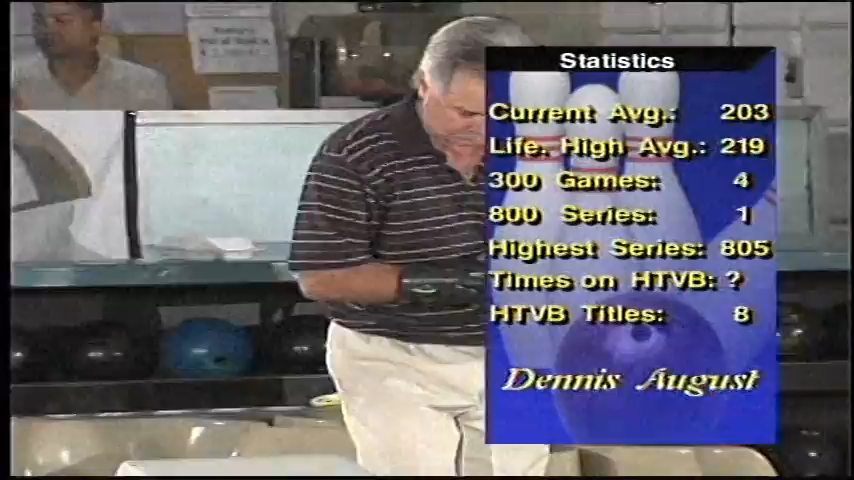 Statistics
Current Avg.: 203
Life. High Avg.: 219
300 Games: 4
800 Series: 1
Highest Series: 805
Times on HTVB: ?
HTVB Titles: 8
Dennis August